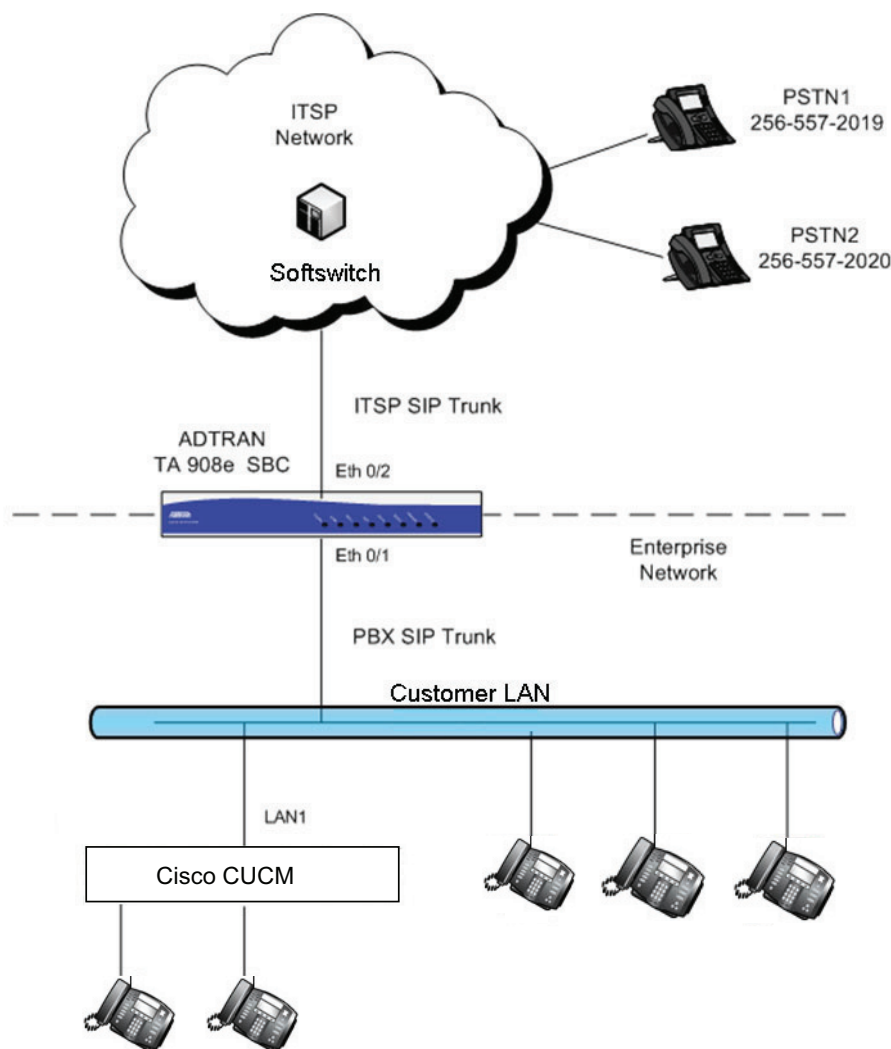 ITSP
Network
Softswitch
PSTN1
256-557-2019
PSTN2
256-557-2020
ITSP SIP Trunk
ADTRAN
TA 908e SBC
Eth 0/2
Eth 0/1
Enterprise
Network
PBX SIP Trunk
Customer LAN
LAN1
Cisco CUCM